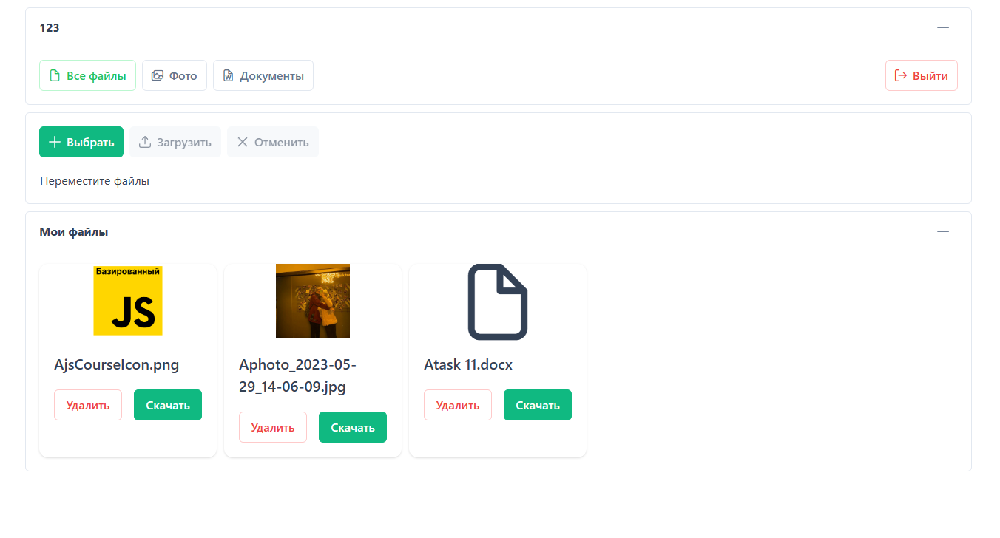 123
Все файлы
Фото
Документы
Выйти
Выбрать
Загрузить
Отменить
Переместите файлы
Мои файлы
Базированный
JS
AjsCourseIcon.png
Удалить
Скачать
Aphoto_2023-05-
29_14-06-09.jpg
Удалить
Скачать
W
Atask 11.docx
Удалить
Скачать